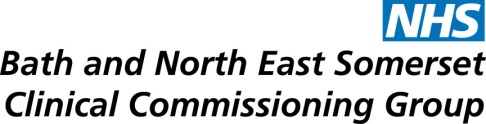 NHS
Bath and North East Somerset
Clinical Commissioning Group